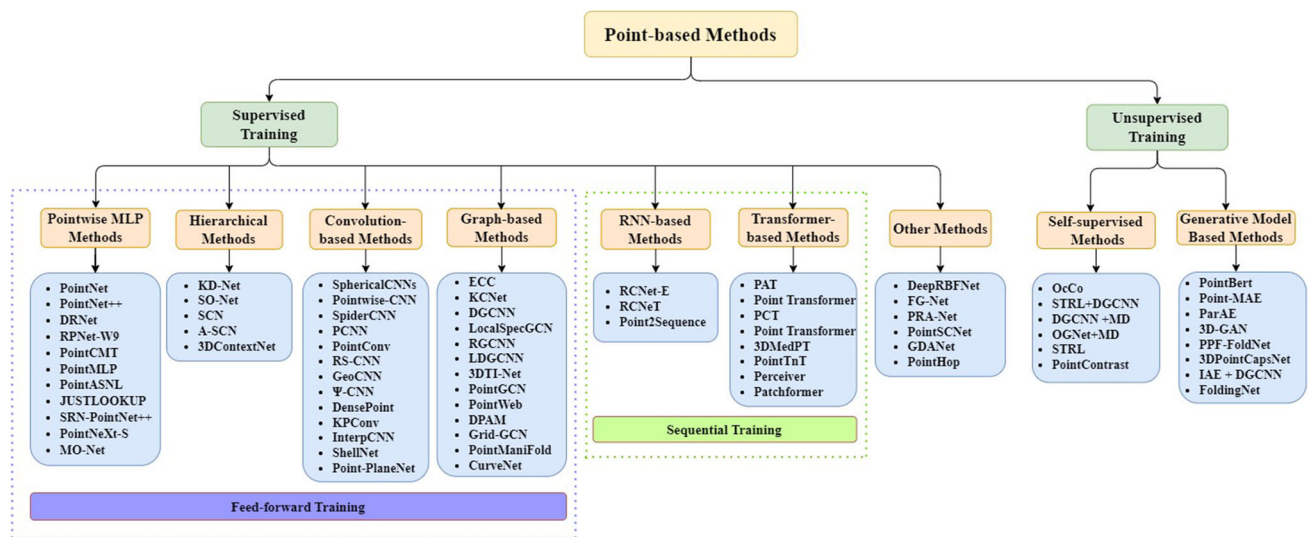 Point-based Methods
Supervised
Training
Unsupervised
Training
Pointwise MLP
Methods
• PointNet
• PointNet++
• DRNet
• RPNet-W9
• PointCMT
• PointMLP
• PointASNL
• JUSTLOOKUP
• SRN-PointNet++
• PointNeXt-S
• MO-Net
Hierarchical
Methods
• KD-Net
• SO-Net
• SCN
• A-SCN
• 3DContextNet
Convolution-
based Methods
• SphericalCNNs
• Pointwise-CNN
• SpiderCNN
• PCNN
• PointConv
• RS-CNN
• GeoCNN
• Ψ-CNN
• DensePoint
• KPConv
• InterpCNN
• ShellNet
• Point-PlaneNet
Graph-based
Methods
• ECC
• KCNet
• DGCNN
• LocalSpecGCN
• RGCNN
• LDGCNN
• 3DTI-Net
• PointGCN
• PointWeb
• DPAM
• Grid-GCN
• PointManiFold
• CurveNet
Feed-forward Training
RNN-based
Methods
• RCNet-E
• RCNeT
• Point2Sequence
Transformer-
based Methods
• PAT
• Point Transformer
• PCT
• Point Transformer
• 3DMedPT
• PointTnT
• Perceiver
• Patchformer
Sequential Training
Other Methods
• DeepRBFNet
• FG-Net
• PRA-Net
• PointSCNet
• GDANet
• PointHop
Self-supervised
Methods
• OcCo
• STRL+DGCNN
• DGCNN +MD
• OGNet+MD
• STRL
• PointContrast
Generative Model
Based Methods
• PointBert
• Point-MAE
• ParAE
• 3D-GAN
• PPF-FoldNet
• 3DPointCapsNet
• IAE + DGCNN
• FoldingNet